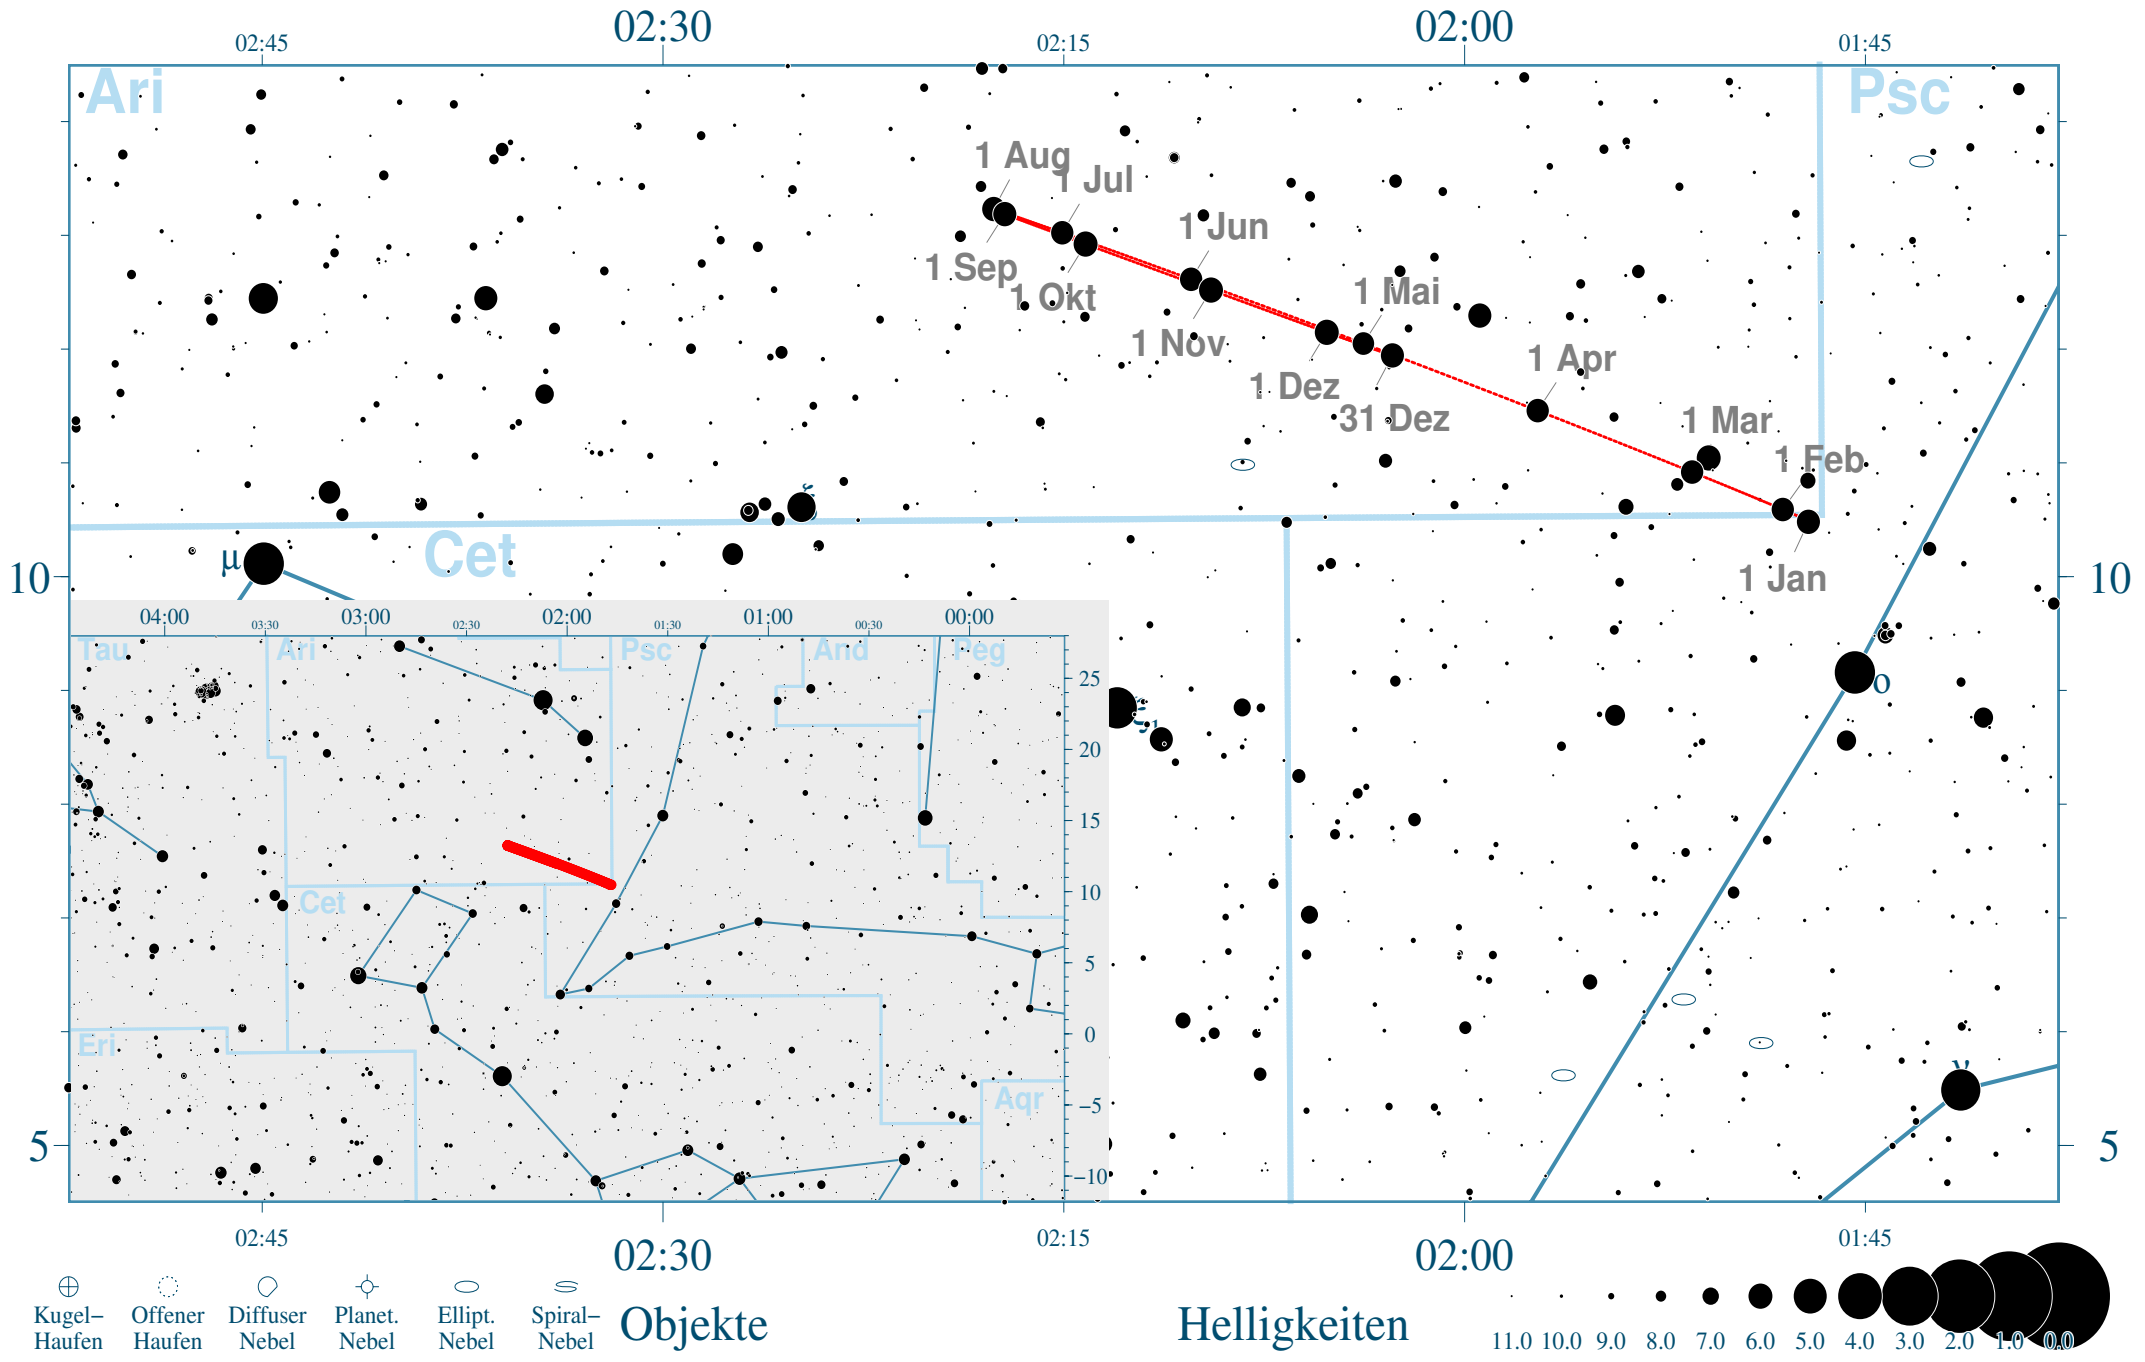 02:30 02:00
02:45 02:15 01:45
Ari Psc
1 Aug
1 Jul
1 Jun
1 Sep
1 Mai
1 Okt
1 Nov
1 Apr
1 Dez
31 Dez
1 Mar
1 Feb
ξ
Cet
μ
10 10
1 Jan
04:00 03:00 02:00 01:00 00:00
03:30 02:30 01:30 00:30
Tau Ari Psc And Peg
25
ο
ξ
20
15
10
Cet
5
0
Eri
ν
−5
Aqr
5 5
−10
02:45 02:15 01:45
02:30 02:00
Kugel−
Haufen
Offener
Haufen
Diffuser
Nebel
Planet.
Nebel
Ellipt.
Nebel
Spiral−
Nebel
Objekte
Helligkeiten
11.0 10.0 9.0 8.0 7.0 6.0 5.0 4.0 3.0 2.0 1.0 0.0